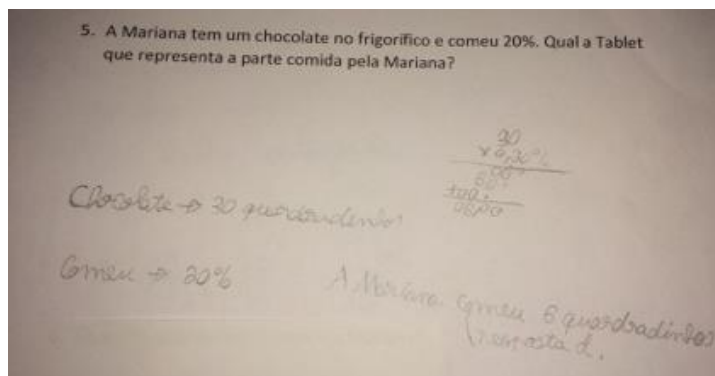 5. A Mariana tem um chocolate no frigorífico e comeu 20%. Qual a Tablet
que representa a parte comida pela Mariana?
30
x 0,20%
00
60
+00
0600
Chocolate → 30 quadradinhos
Comeu → 20%
A Mariana comeu 6 quadradinhos
resposta d.